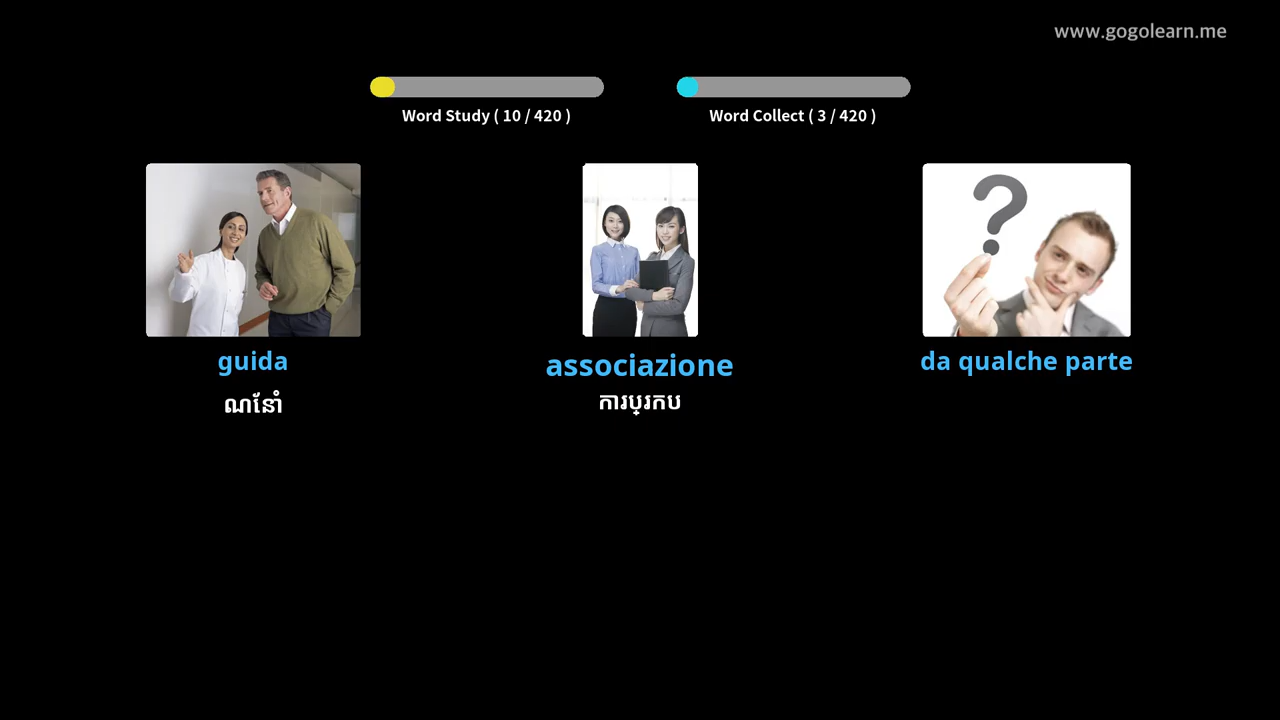 www.gogolearn.me
Word Study ( 10 / 420 )
Word Collect ( 3 / 420 )
guida
associazione
da qualche parte
ណែនាំ
ការប្រកប